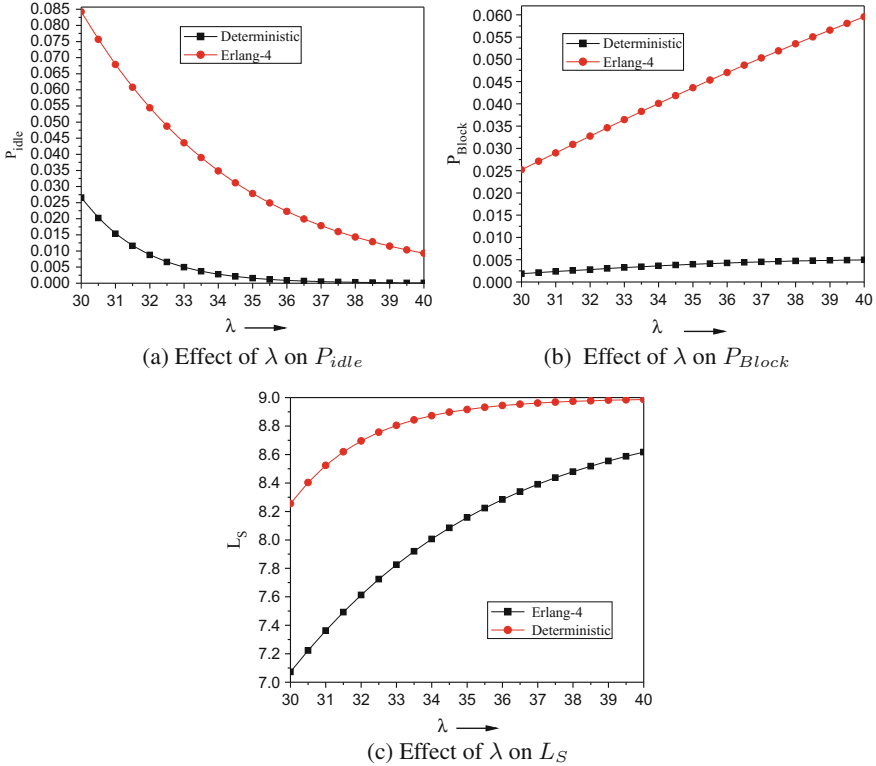 0.085
0.080
0.075
0.070
0.065
0.060
0.055
0.050
0.045
0.040
0.035
0.030
0.025
0.020
0.015
0.010
0.005
0.000
P_idle
Deterministic
Erlang-4
30 31 32 33 34 35 36 37 38 39 40
λ
(a) Effect of λ on P_idle
0.060
0.055
0.050
0.045
0.040
0.035
0.030
0.025
0.020
0.015
0.010
0.005
0.000
P_Block
Deterministic
Erlang-4
30 31 32 33 34 35 36 37 38 39 40
λ
(b) Effect of λ on P_Block
9.0
8.8
8.6
8.4
8.2
8.0
7.8
7.6
7.4
7.2
7.0
L_S
Erlang-4
Deterministic
30 31 32 33 34 35 36 37 38 39 40
λ
(c) Effect of λ on L_S